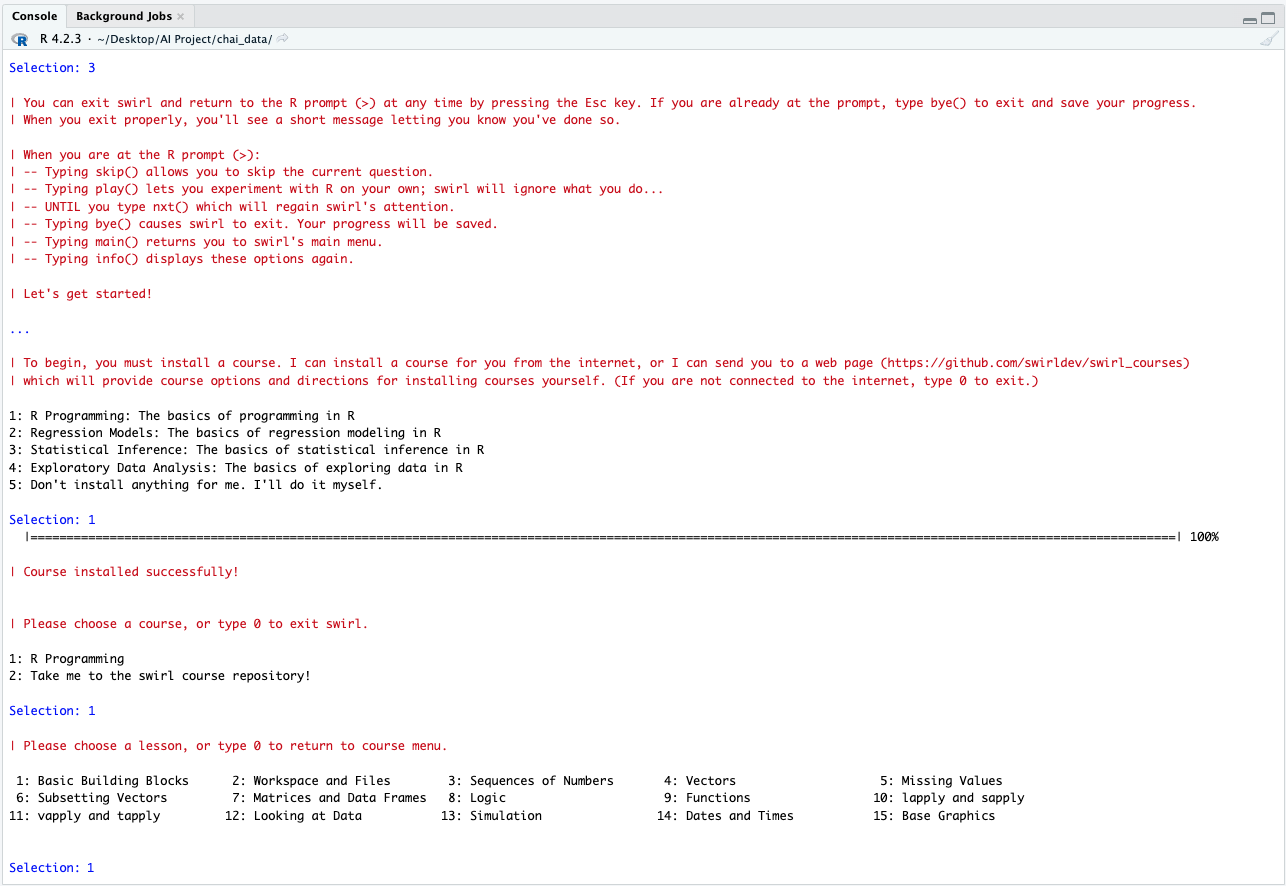 Console Background Jobs
R 4.2.3 · ~/Desktop/AI Project/chai_data/
Selection: 3
| You can exit swirl and return to the R prompt (>) at any time by pressing the Esc key. If you are already at the prompt, type bye() to exit and save your progress.
| When you exit properly, you'll see a short message letting you know you've done so.
| When you are at the R prompt (>):
| -- Typing skip() allows you to skip the current question.
| -- Typing play() lets you experiment with R on your own; swirl will ignore what you do...
| -- UNTIL you type nxt() which will regain swirl's attention.
| -- Typing bye() causes swirl to exit. Your progress will be saved.
| -- Typing main() returns you to swirl's main menu.
| -- Typing info() displays these options again.
| Let's get started!
...
| To begin, you must install a course. I can install a course for you from the internet, or I can send you to a web page (https://github.com/swirldev/swirl_courses)
| which will provide course options and directions for installing courses yourself. (If you are not connected to the internet, type 0 to exit.)
1: R Programming: The basics of programming in R
2: Regression Models: The basics of regression modeling in R
3: Statistical Inference: The basics of statistical inference in R
4: Exploratory Data Analysis: The basics of exploring data in R
5: Don't install anything for me. I'll do it myself.
Selection: 1
|================================================================================| 100%
| Course installed successfully!
| Please choose a course, or type 0 to exit swirl.
1: R Programming
2: Take me to the swirl course repository!
Selection: 1
| Please choose a lesson, or type 0 to return to course menu.
1: Basic Building Blocks 2: Workspace and Files 3: Sequences of Numbers 4: Vectors 5: Missing Values
6: Subsetting Vectors 7: Matrices and Data Frames 8: Logic 9: Functions 10: lapply and sapply
11: vapply and tapply 12: Looking at Data 13: Simulation 14: Dates and Times 15: Base Graphics
Selection: 1